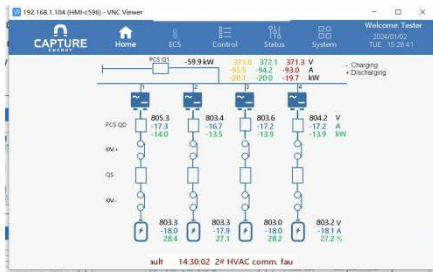 192.168.1.104 (HMI-c596) - VNC Viewer
CAPTURE
ENERGY
Home
ECS
Control
Status
System
Welcome: Tester
2024/01/02
TUE 15:28:41
PCS Q1
-59.9 kW
371.6 372.1 371.3 V
-95.5 -94.2 -93.0 A
-20.1 -20.0 -19.7 kW
- Charging
+ Discharging
1 2 3 4
PCS QD
805.3 803.4 803.6 804.2 V
-17.3 -16.7 -17.2 -17.2 A
-14.0 -13.5 -13.9 -13.9 kW
KM+
QS
KM-
803.3 803.3 803.0 803.2 V
-18.0 -17.9 -18.0 -18.1 A
28.4 27.1 28.2 27.2 %
ault 14:30:02 2# HVAC comm. fau